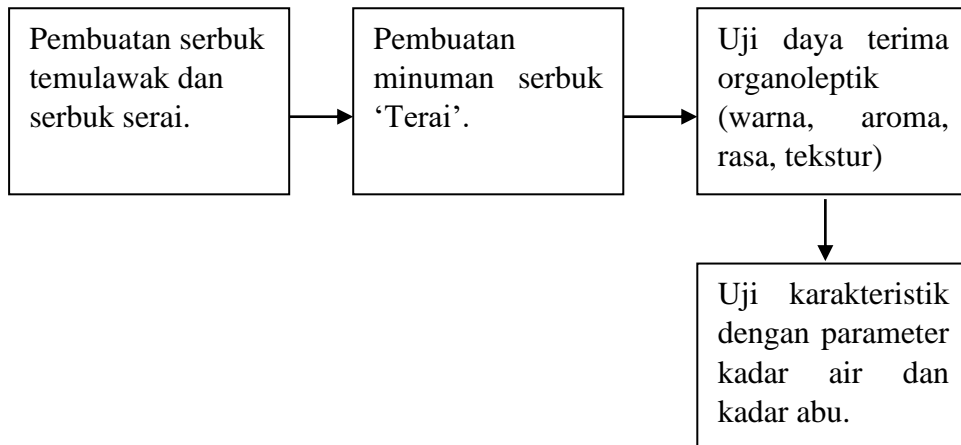 Pembuatan serbuk
temulawak dan
serbuk serai.
Pembuatan
minuman serbuk
‘Terai’.
Uji daya terima
organoleptik
(warna, aroma,
rasa, tekstur)
Uji karakteristik
dengan parameter
kadar air dan
kadar abu.